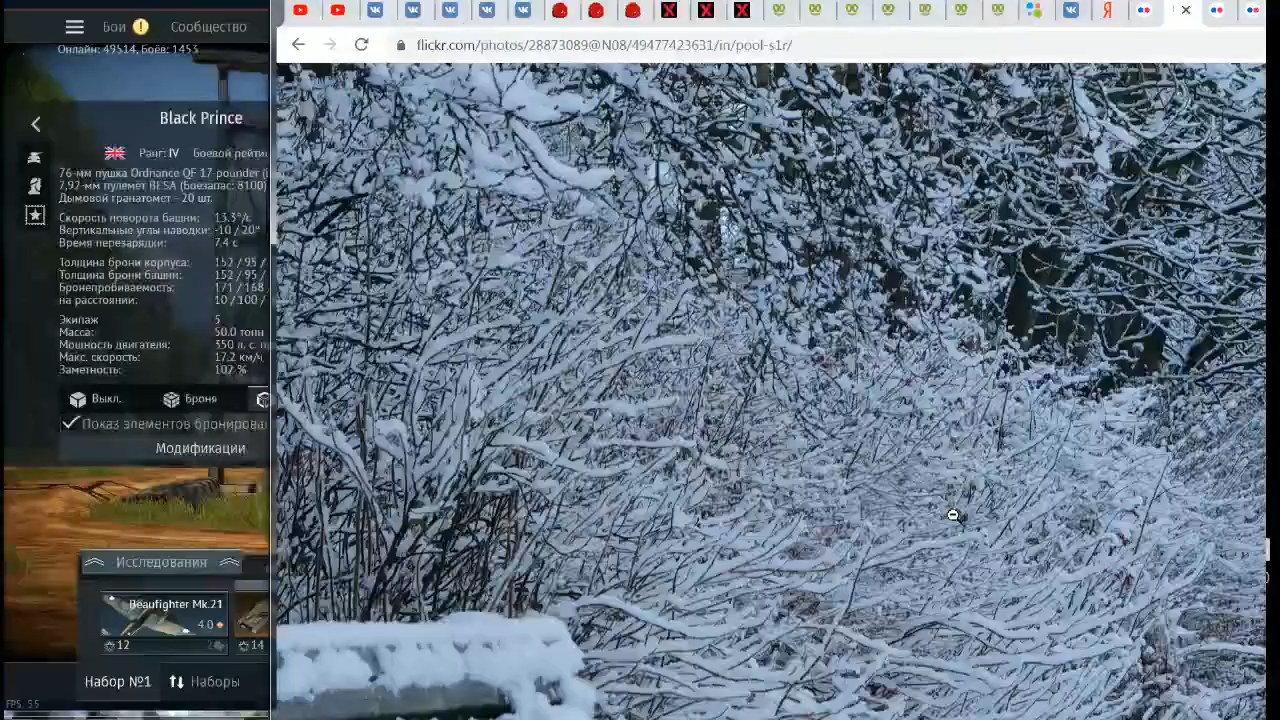 Бои
Сообщество
flickr.com/photos/28873089@N08/49477423631/in/pool-s1r/
Онлайн: 49514, Боёв: 1453
Black Prince
Ранг: IV Боевой рейти
76-мм пушка Ordnance QF 17-pounder (
7,92-мм пулемёт BESA (Боезапас: 8100)
Дымовой гранатомёт - 20 шт.
Скорость поворота башни: 13.3°/с
Вертикальные углы наводки: -10 / 20°
Время перезарядки: 7.4 с
Толщина брони корпуса: 152 / 95 /
Толщина брони башни: 152 / 95 /
Бронепробиваемость: 171 / 168 /
на расстоянии: 10 / 100 /
Экипаж 5
Масса: 50.0 тонн
Мощность двигателя: 350 л. с. п
Макс. скорость: 17.2 км/ч
Заметность: 102 %
Выкл. Броня
Показ элементов бронирова
Модификации
Исследования
Beaufighter Mk.21
4.0
12 2 14
Набор №1 Наборы
FPS: 55